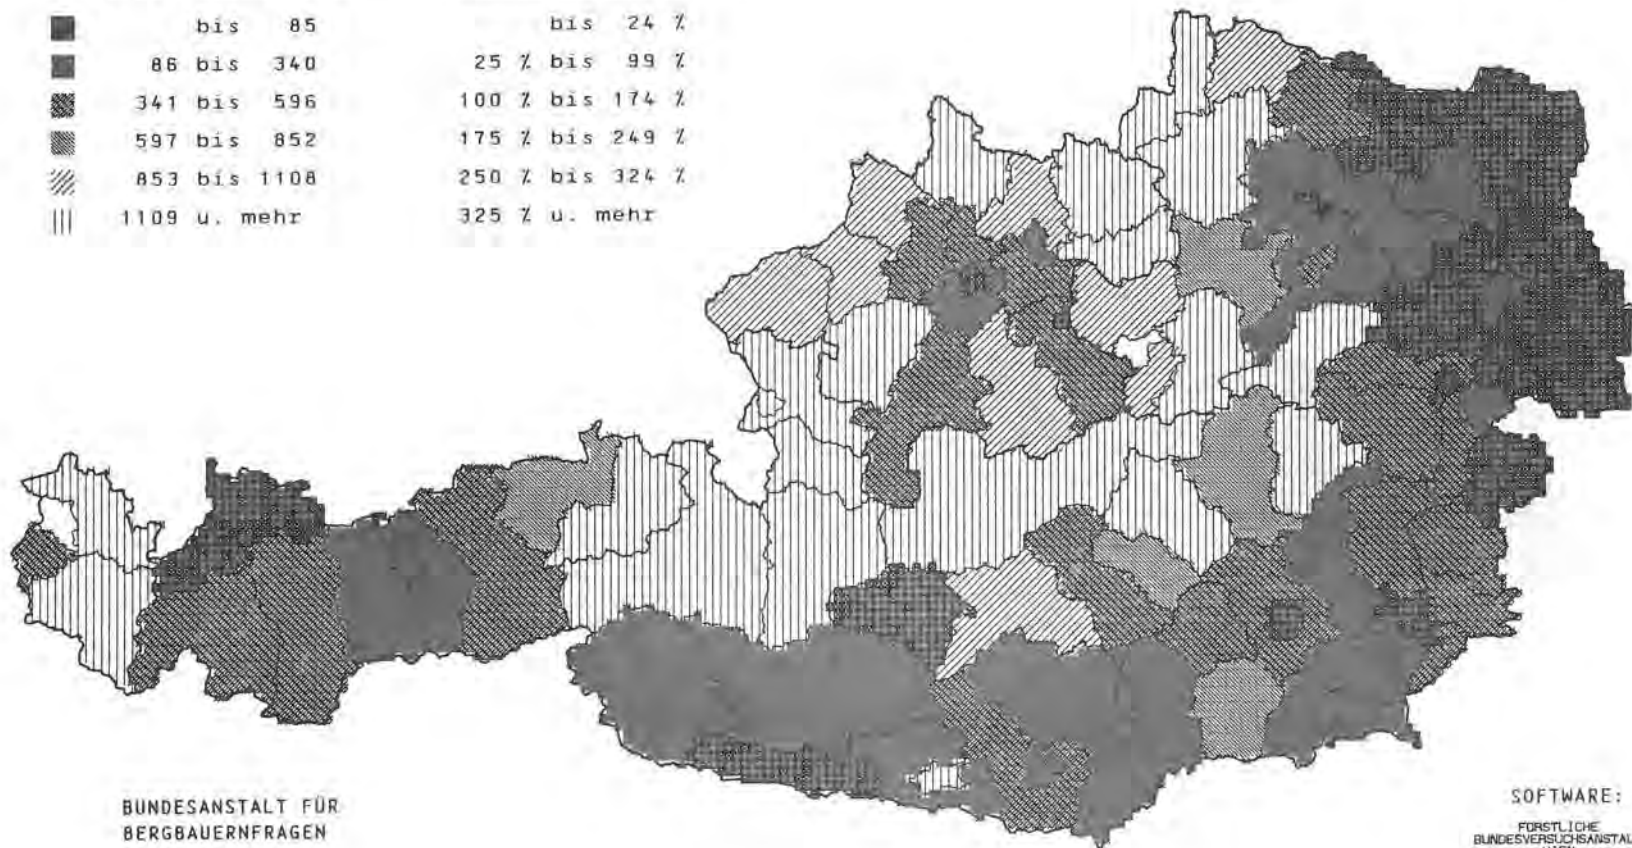 bis 85 bis 24 %
86 bis 340 25 % bis 99 %
341 bis 596 100 % bis 174 %
597 bis 852 175 % bis 249 %
853 bis 1108 250 % bis 324 %
1109 u. mehr 325 % u. mehr
BUNDESANSTALT FÜR
BERGBAUERNFRAGEN
SOFTWARE:
FORSTLICHE